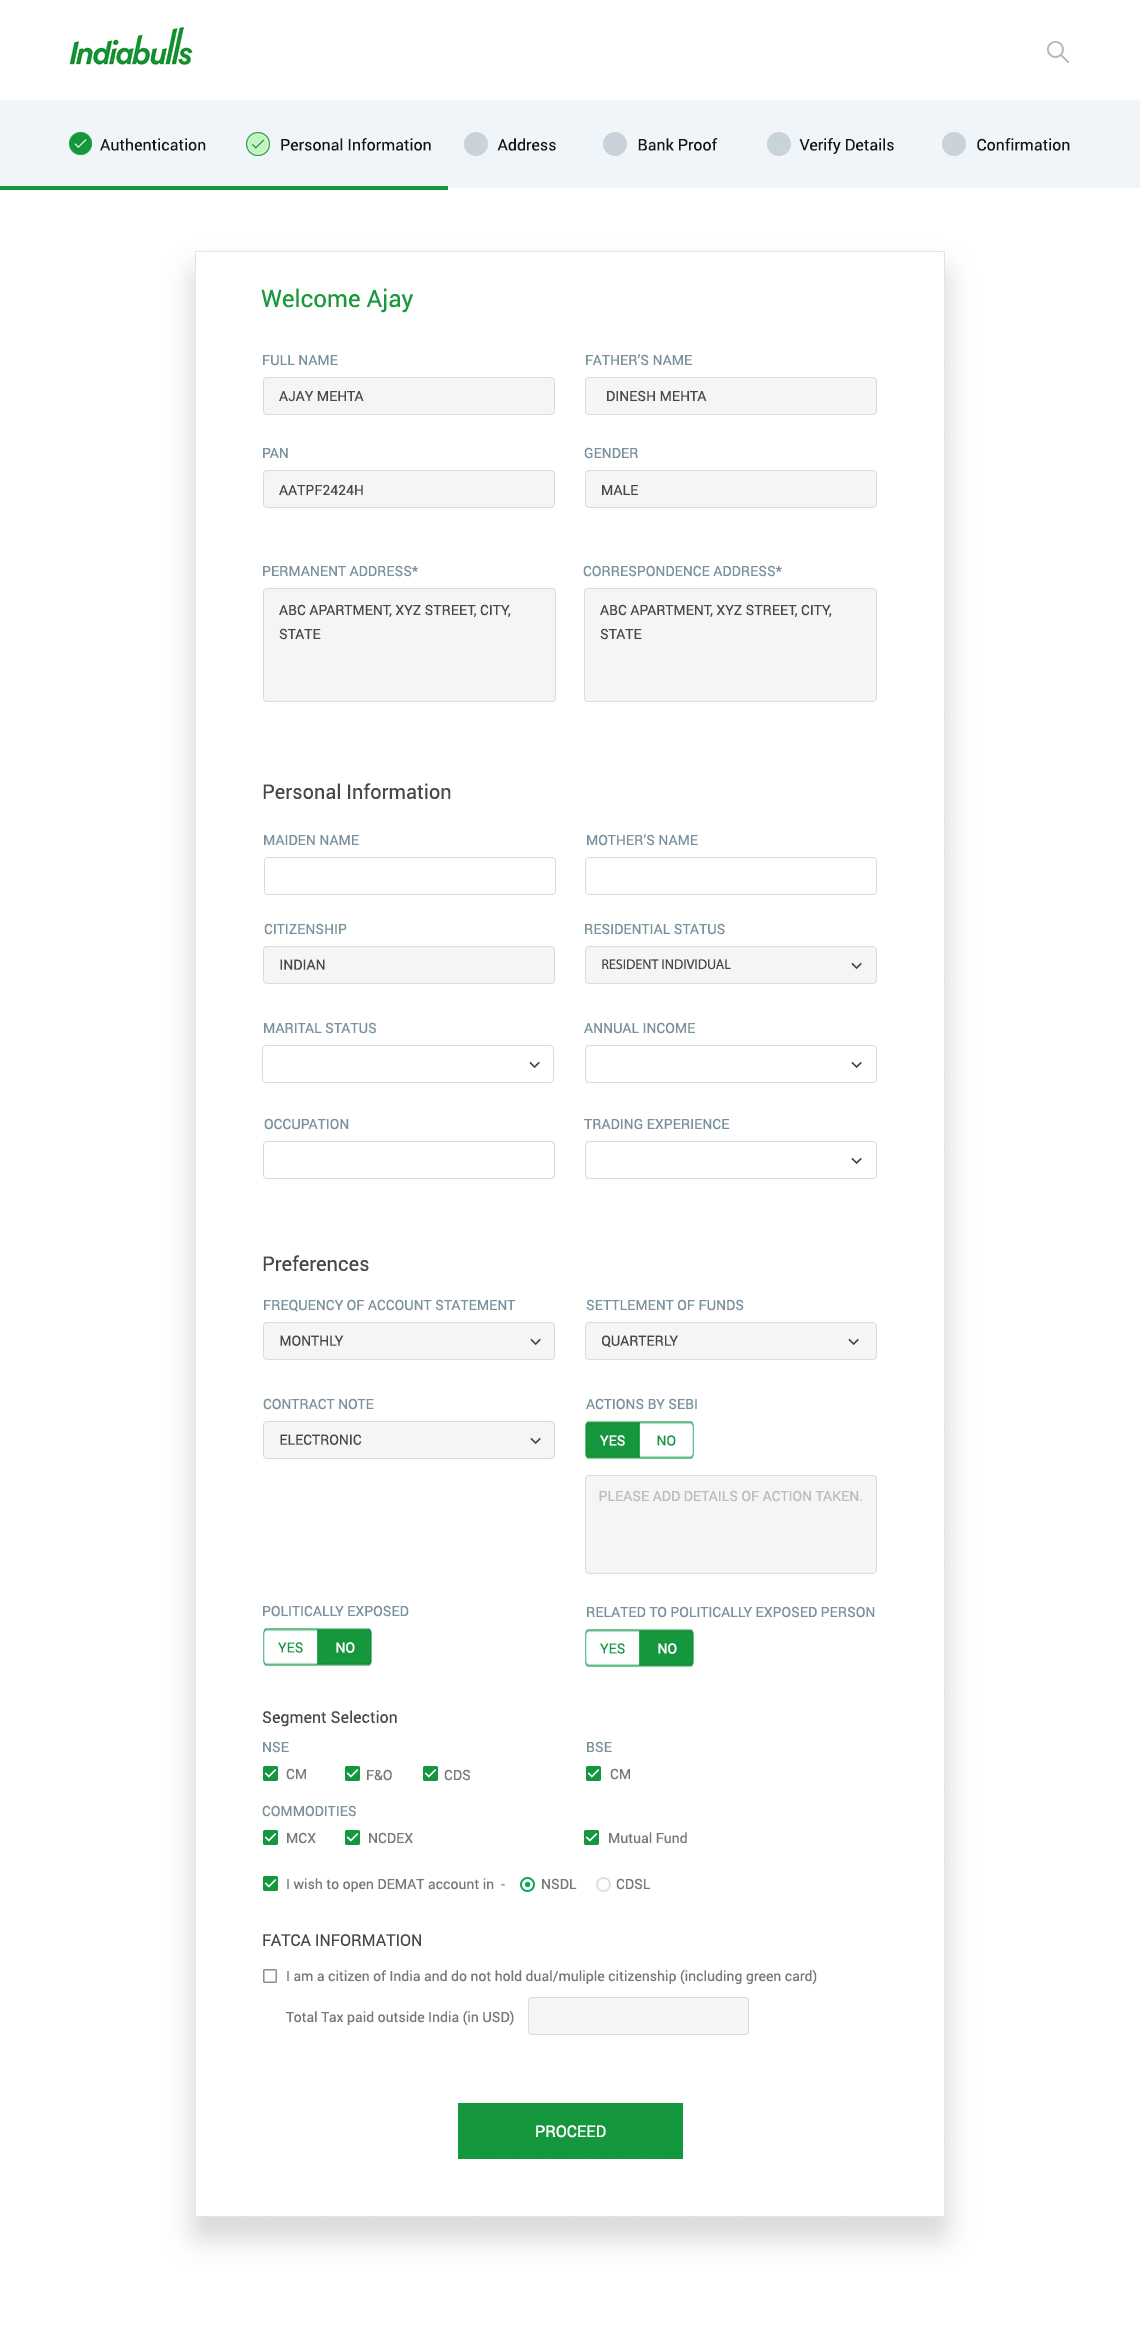 Indiabulls
Authentication Personal Information Address Bank Proof Verify Details Confirmation
Welcome Ajay
FULL NAME FATHER'S NAME
AJAY MEHTA DINESH MEHTA
PAN GENDER
AATPF2424H MALE
PERMANENT ADDRESS* CORRESPONDENCE ADDRESS*
ABC APARTMENT, XYZ STREET, CITY, ABC APARTMENT, XYZ STREET, CITY,
STATE STATE
Personal Information
MAIDEN NAME MOTHER'S NAME
CITIZENSHIP RESIDENTIAL STATUS
INDIAN RESIDENT INDIVIDUAL
MARITAL STATUS ANNUAL INCOME
OCCUPATION TRADING EXPERIENCE
Preferences
FREQUENCY OF ACCOUNT STATEMENT SETTLEMENT OF FUNDS
MONTHLY QUARTERLY
CONTRACT NOTE ACTIONS BY SEBI
ELECTRONIC YES NO
PLEASE ADD DETAILS OF ACTION TAKEN.
POLITICALLY EXPOSED RELATED TO POLITICALLY EXPOSED PERSON
YES NO YES NO
Segment Selection
NSE BSE
CM F&O CDS CM
COMMODITIES
MCX NCDEX Mutual Fund
I wish to open DEMAT account in - NSDL CDSL
FATCA INFORMATION
I am a citizen of India and do not hold dual/muliple citizenship (including green card)
Total Tax paid outside India (in USD)
PROCEED